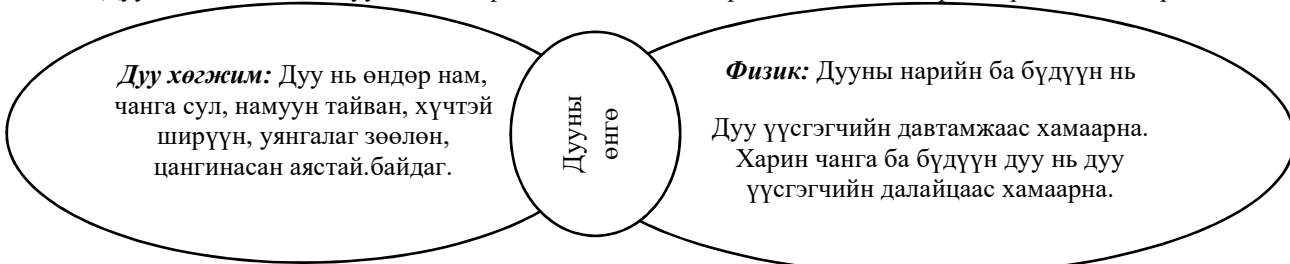 Дуу хөгжим: Дуу нь өндөр нам,
чанга сул, намуун тайван, хүчтэй
ширүүн, уянгалаг зөөлөн,
цангинасан аястай.байдаг.
Дууны
өнгө
Физик: Дууны нарийн ба бүдүүн нь
Дуу үүсгэгчийн давтамжаас хамаарна.
Харин чанга ба бүдүүн дуу нь дуу
үүсгэгчийн далайцаас хамаарна.